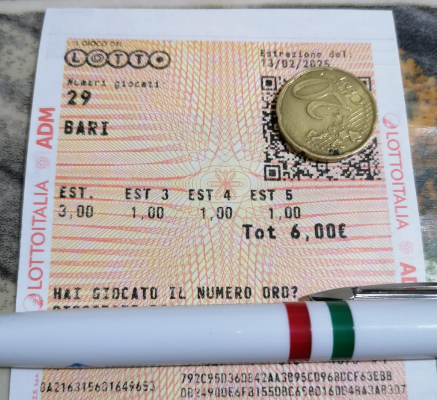 IL GIOCO DEL
LOTTO
Estrazione del:
13/02/2025
Numeri giocati
29
BARI
EST. EST 3 EST 4 EST 5
3,00 1,00 1,00 1,00
Tot 6,00€
HAI GIOCATO IL NUMERO ORO?
LOTTOITALIA ADM
LOTTOITALIA
20